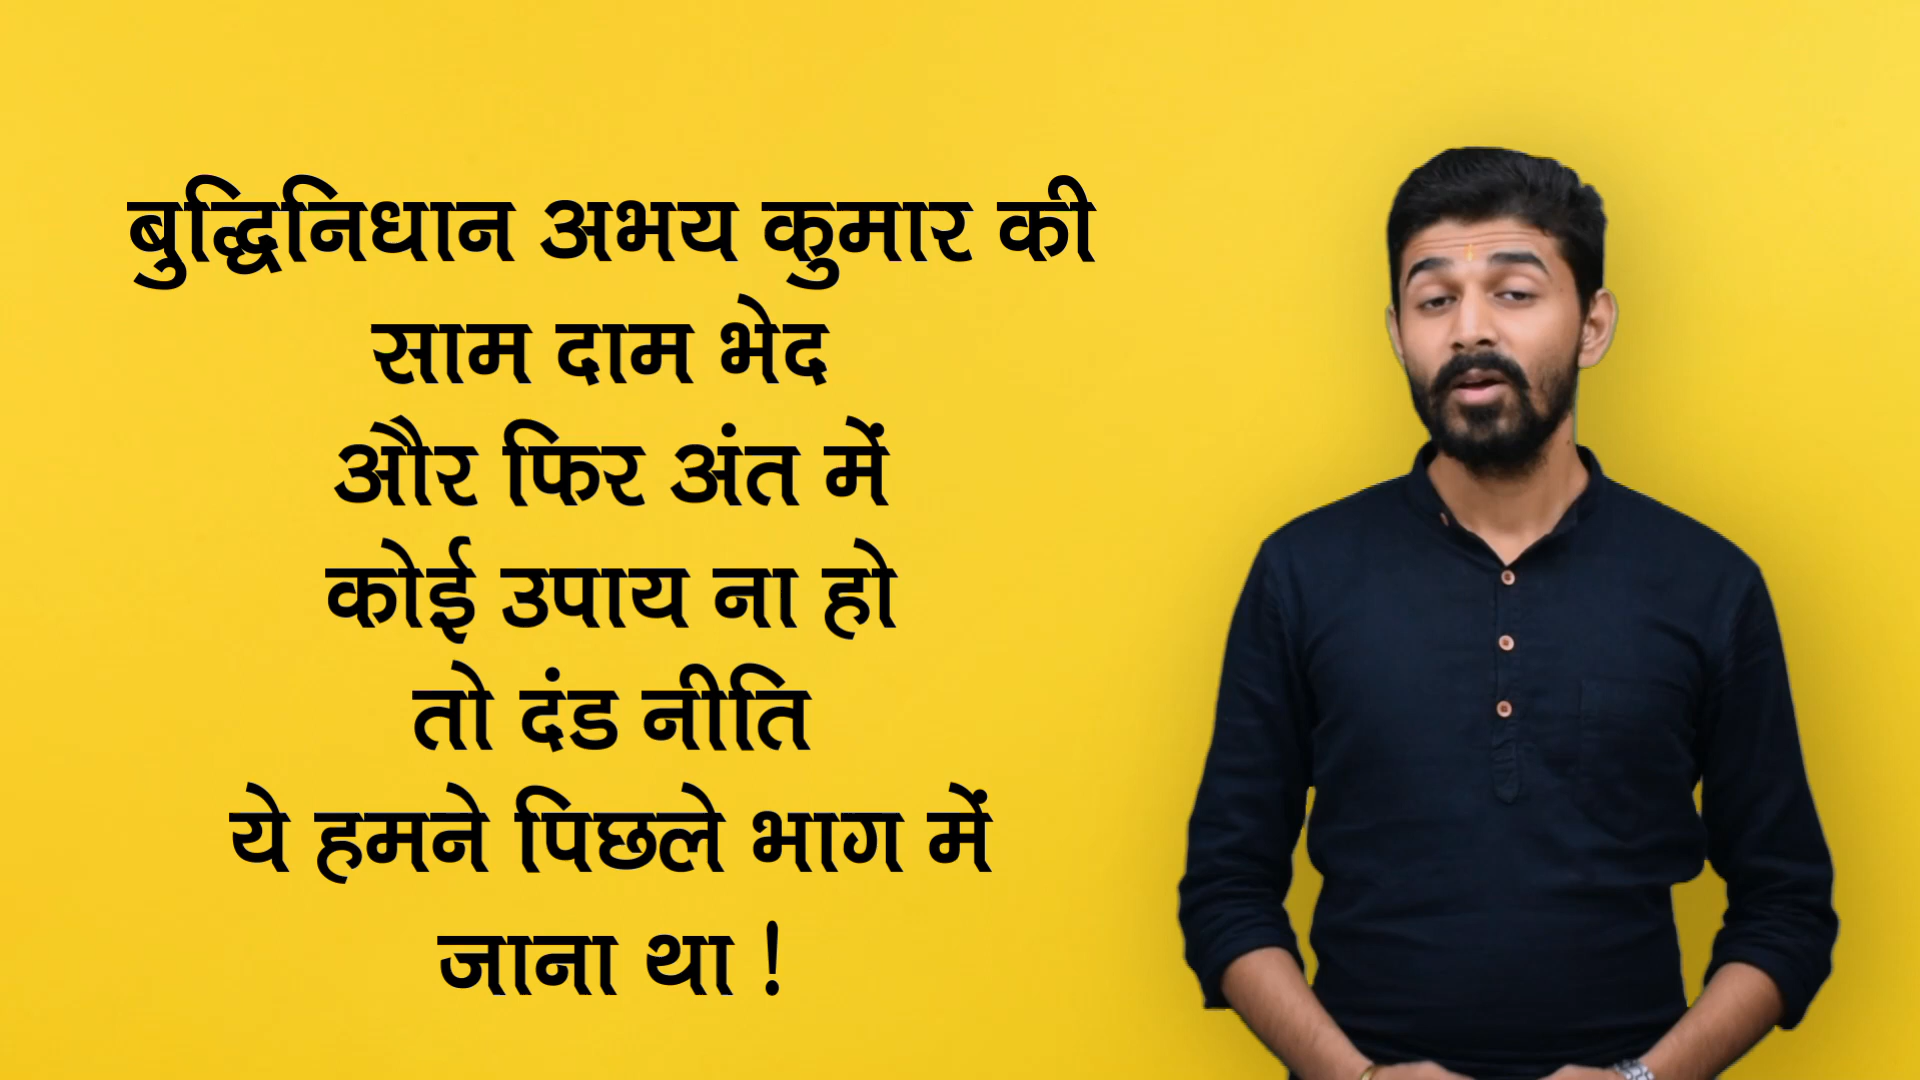 बुद्धिनिधान अभय कुमार की
साम दाम भेद
और फिर अंत में
कोई उपाय ना हो
तो दंड नीति
ये हमने पिछले भाग में
जाना था !